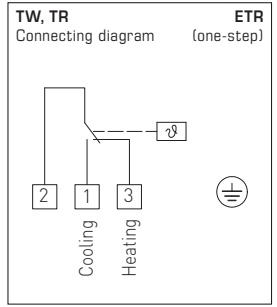 TW, TR ETR
Connecting diagram (one-step)
ϑ
2 1 3
Cooling
Heating